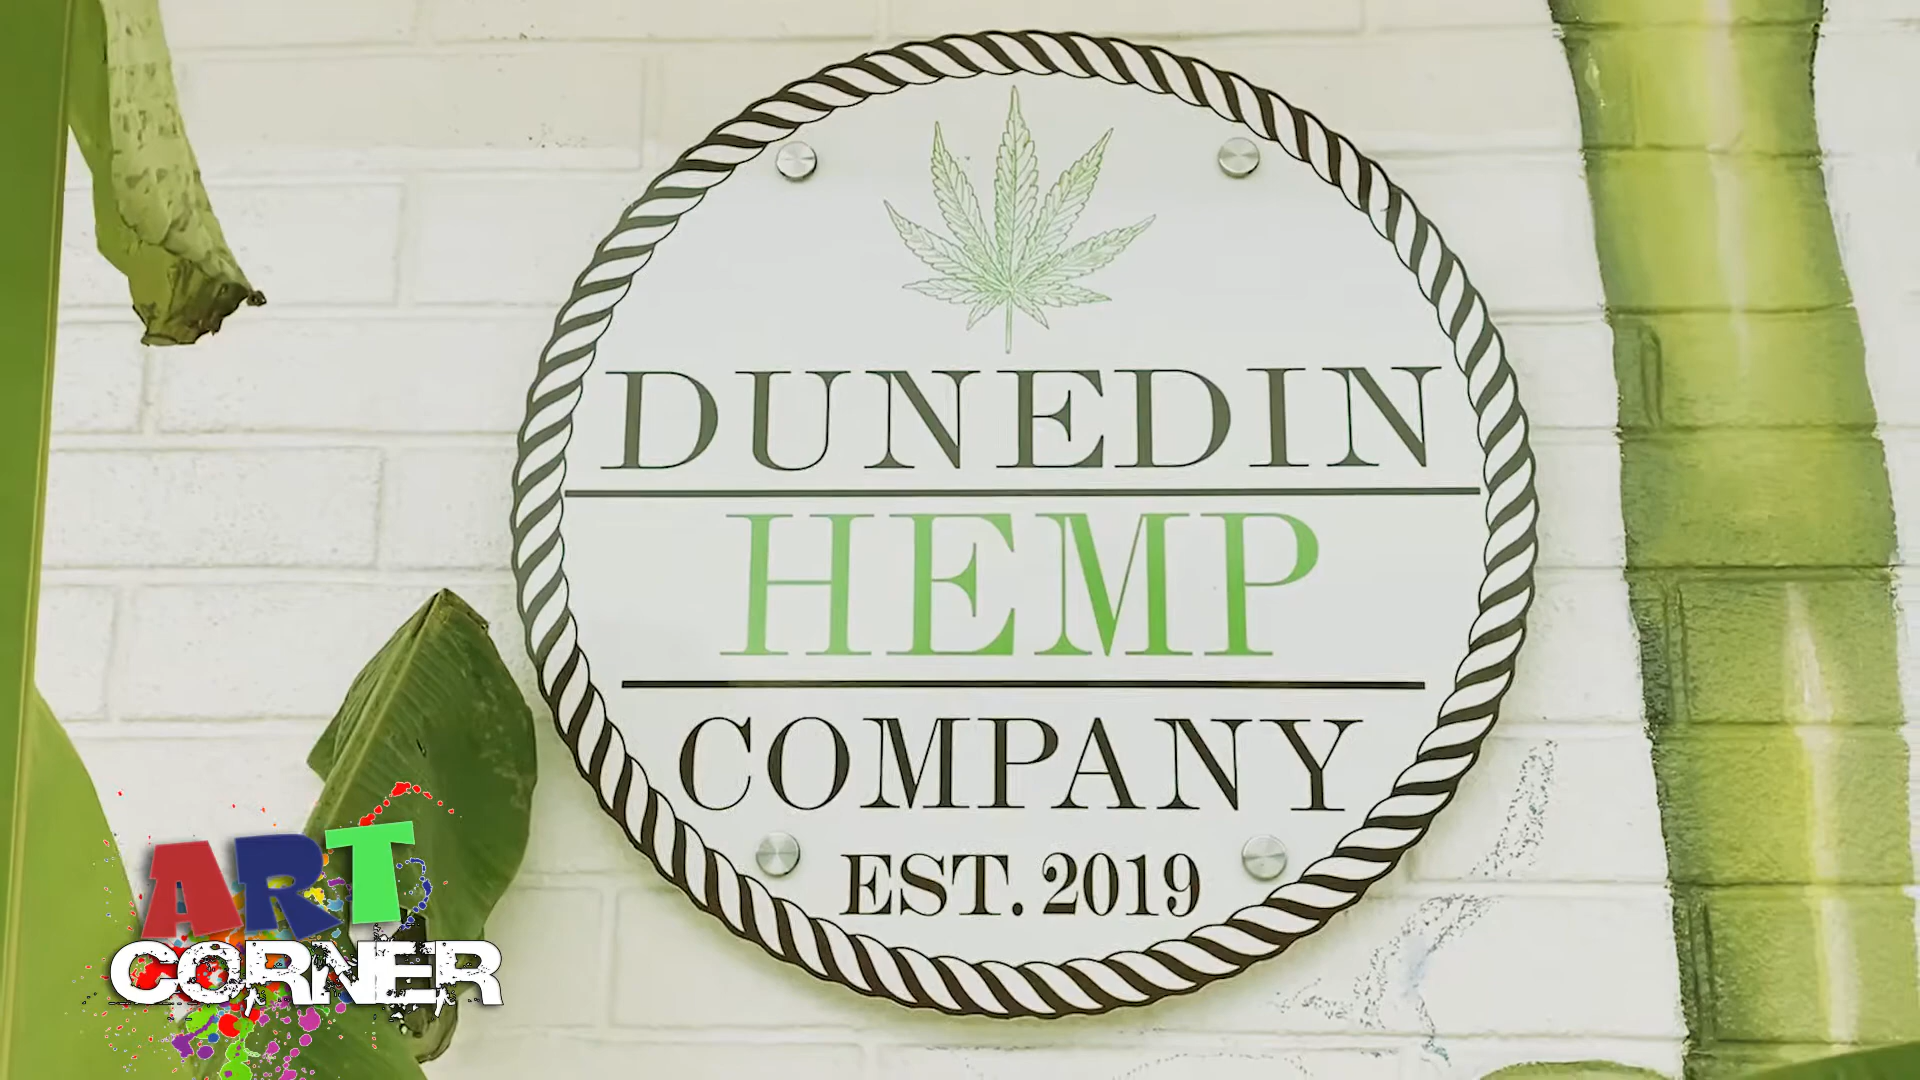 DUNEDIN
HEMP
COMPANY
EST. 2019
ART
CORNER